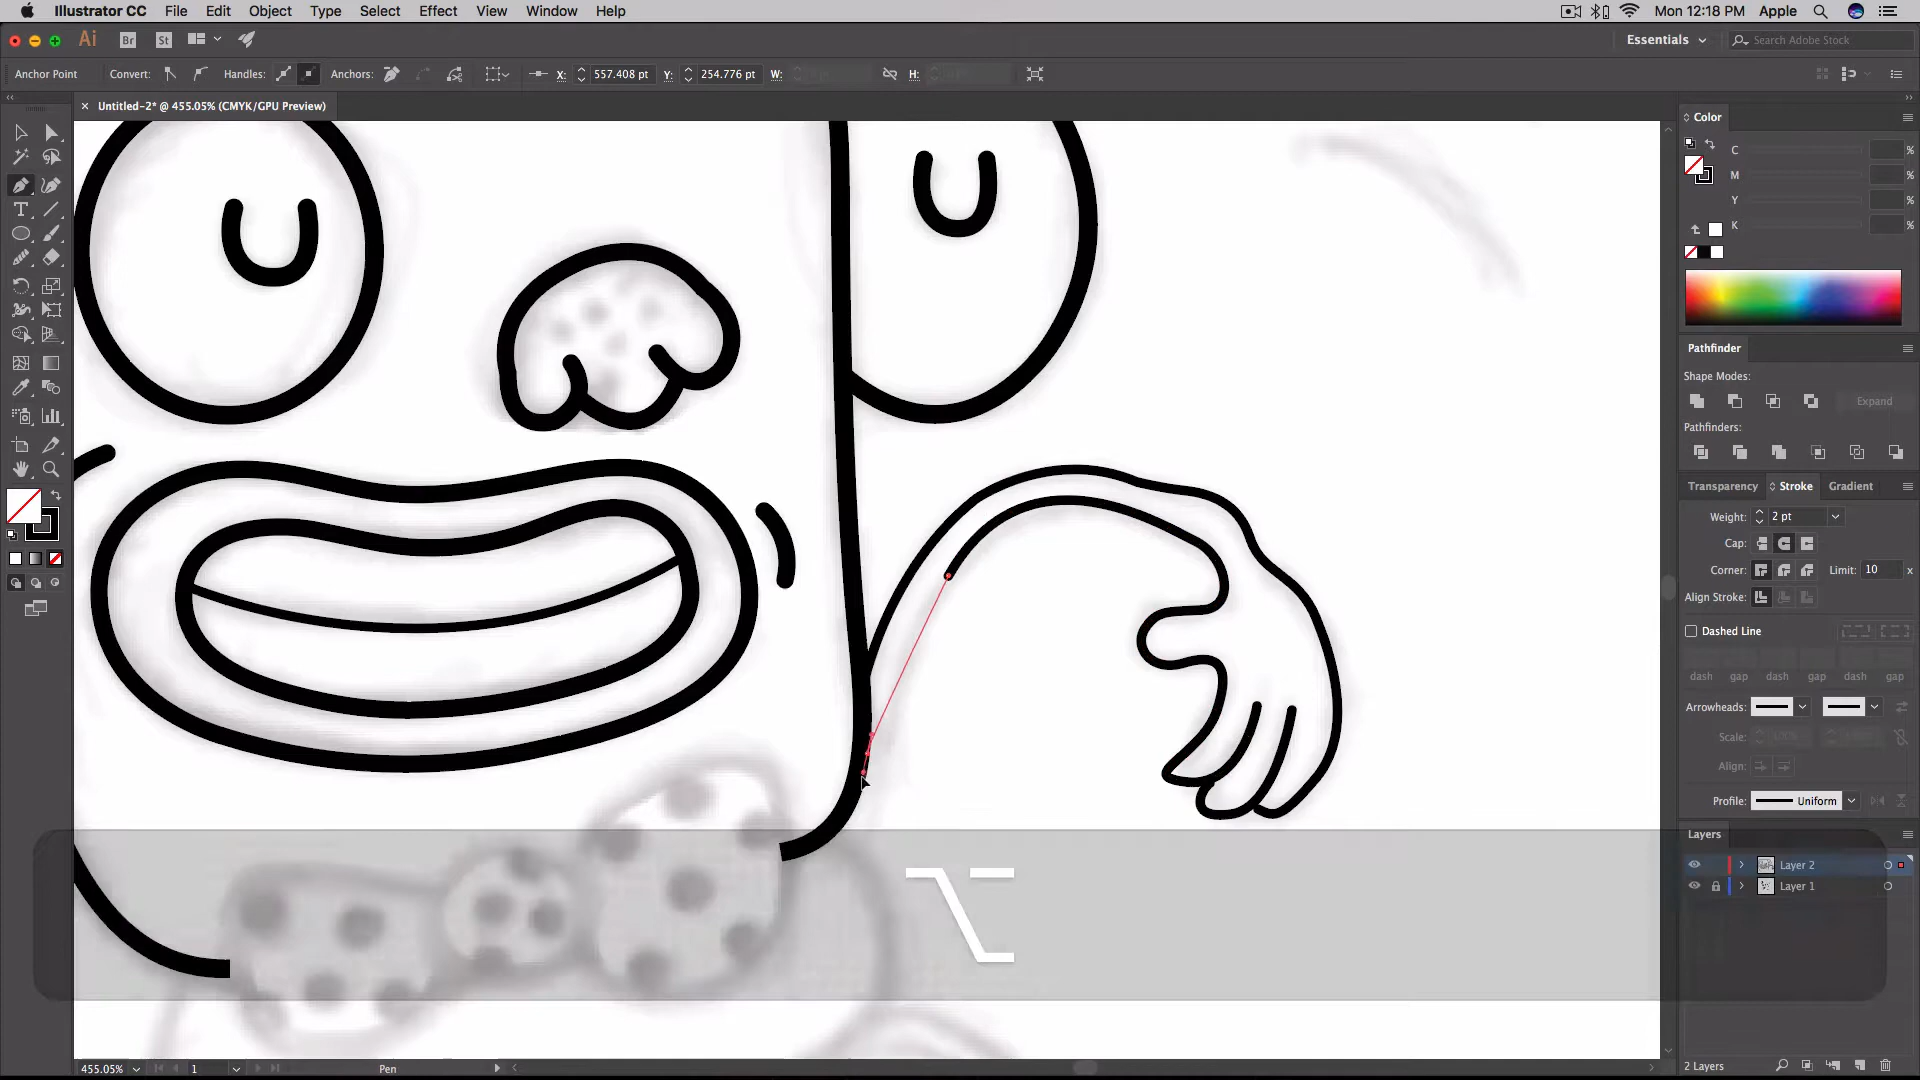 Illustrator CC File Edit Object Type Select Effect View Window Help Mon 12:18 PM Apple
Ai Br St Essentials Search Adobe Stock
Anchor Point Convert: Handles: Anchors: X: 557.408 pt Y: 254.776 pt W: H:
Untitled-2* @ 455.05% (CMYK/GPU Preview)
Color
C %
M %
Y %
K %
Pathfinder
Shape Modes:
Expand
Pathfinders:
Transparency Stroke Gradient
Weight: 2 pt
Cap:
Corner: Limit: 10 x
Align Stroke:
Dashed Line
dash gap dash gap dash gap
Arrowheads:
Scale:
Align:
Profile: Uniform
Layers
Layer 2
Layer 1
455.05% 1 Pen 2 Layers